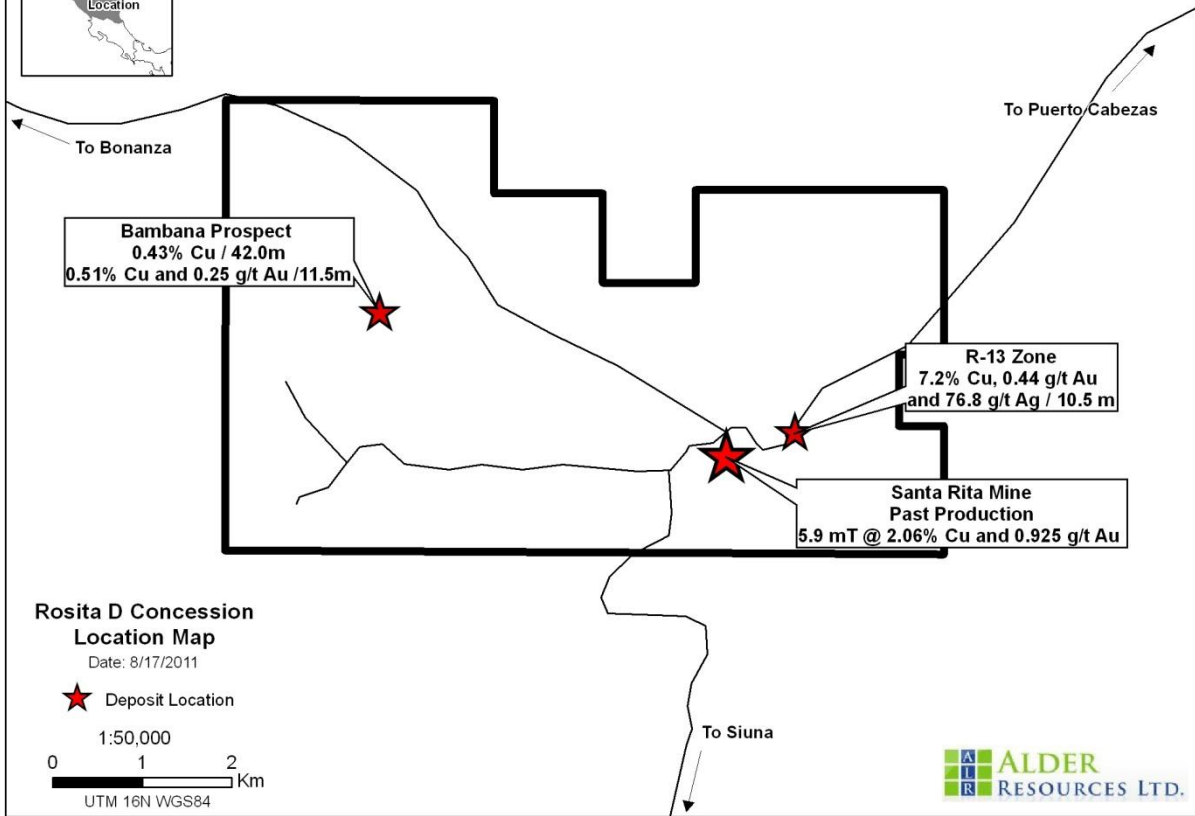 Location
To Bonanza
To Puerto Cabezas
Bambana Prospect
0.43% Cu / 42.0m
0.51% Cu and 0.25 g/t Au /11.5m
R-13 Zone
7.2% Cu, 0.44 g/t Au
and 76.8 g/t Ag / 10.5 m
Santa Rita Mine
Past Production
5.9 mT @ 2.06% Cu and 0.925 g/t Au
Rosita D Concession
Location Map
Date: 8/17/2011
Deposit Location
1:50,000
0 1 2
Km
UTM 16N WGS84
To Siuna
ALR
ALDER
RESOURCES LTD.